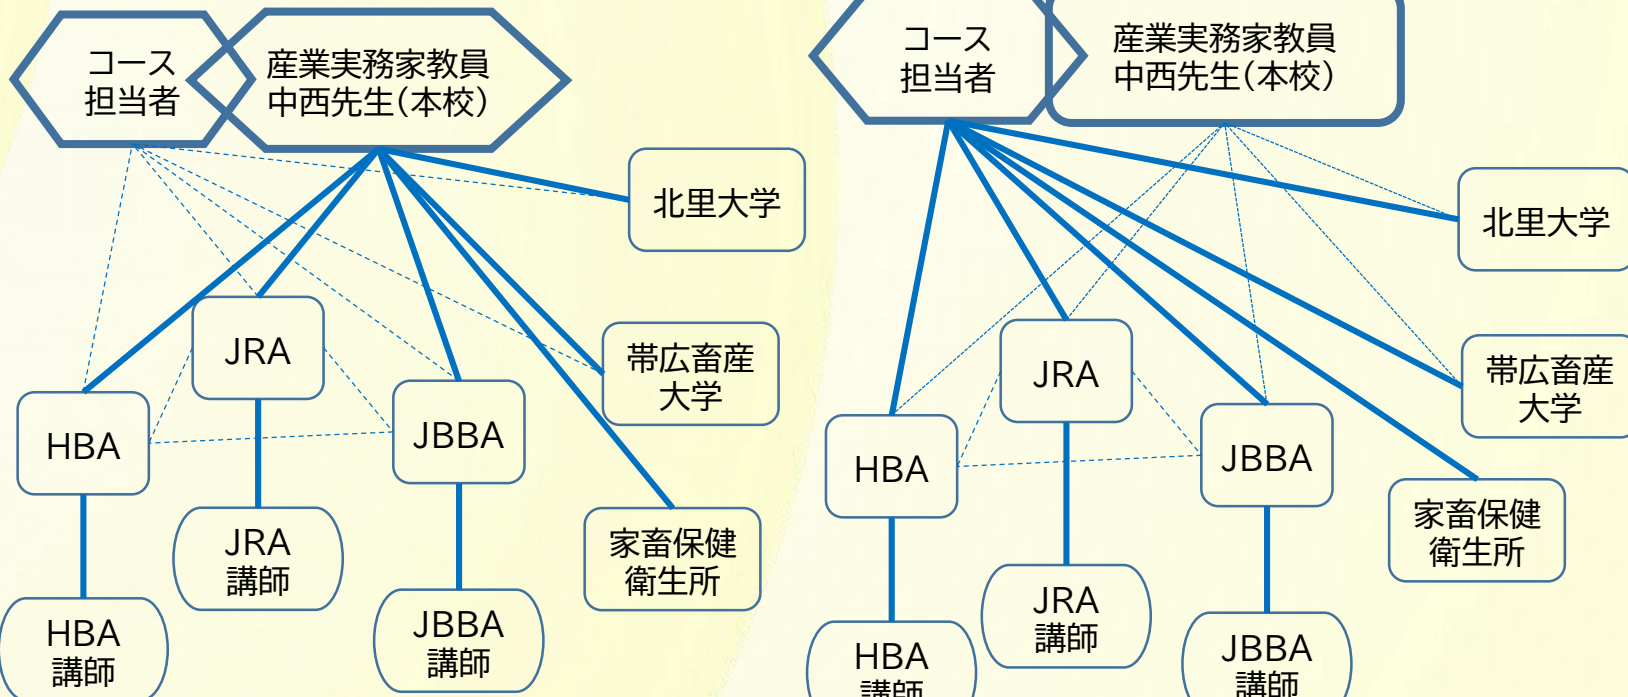 コース
担当者
産業実務家教員
中西先生(本校)
北里大学
JRA
帯広畜産
大学
HBA
JBBA
家畜保健
衛生所
JRA
講師
HBA
講師
JBBA
講師
コース
担当者
産業実務家教員
中西先生(本校)
北里大学
JRA
帯広畜産
大学
HBA
JBBA
家畜保健
衛生所
JRA
講師
HBA
講師
JBBA
講師